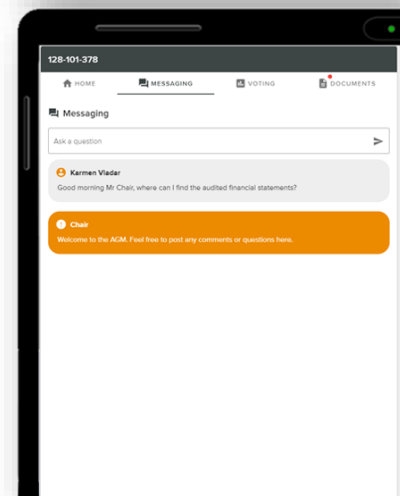 128-101-378
HOME
MESSAGING
VOTING
DOCUMENTS
Messaging
Ask a question
Karmen Viadar
Good morning Mr Chair, where can I find the audited financial statements?
Chair
Welcome to the AGM. Feel free to post any comments or questions here.